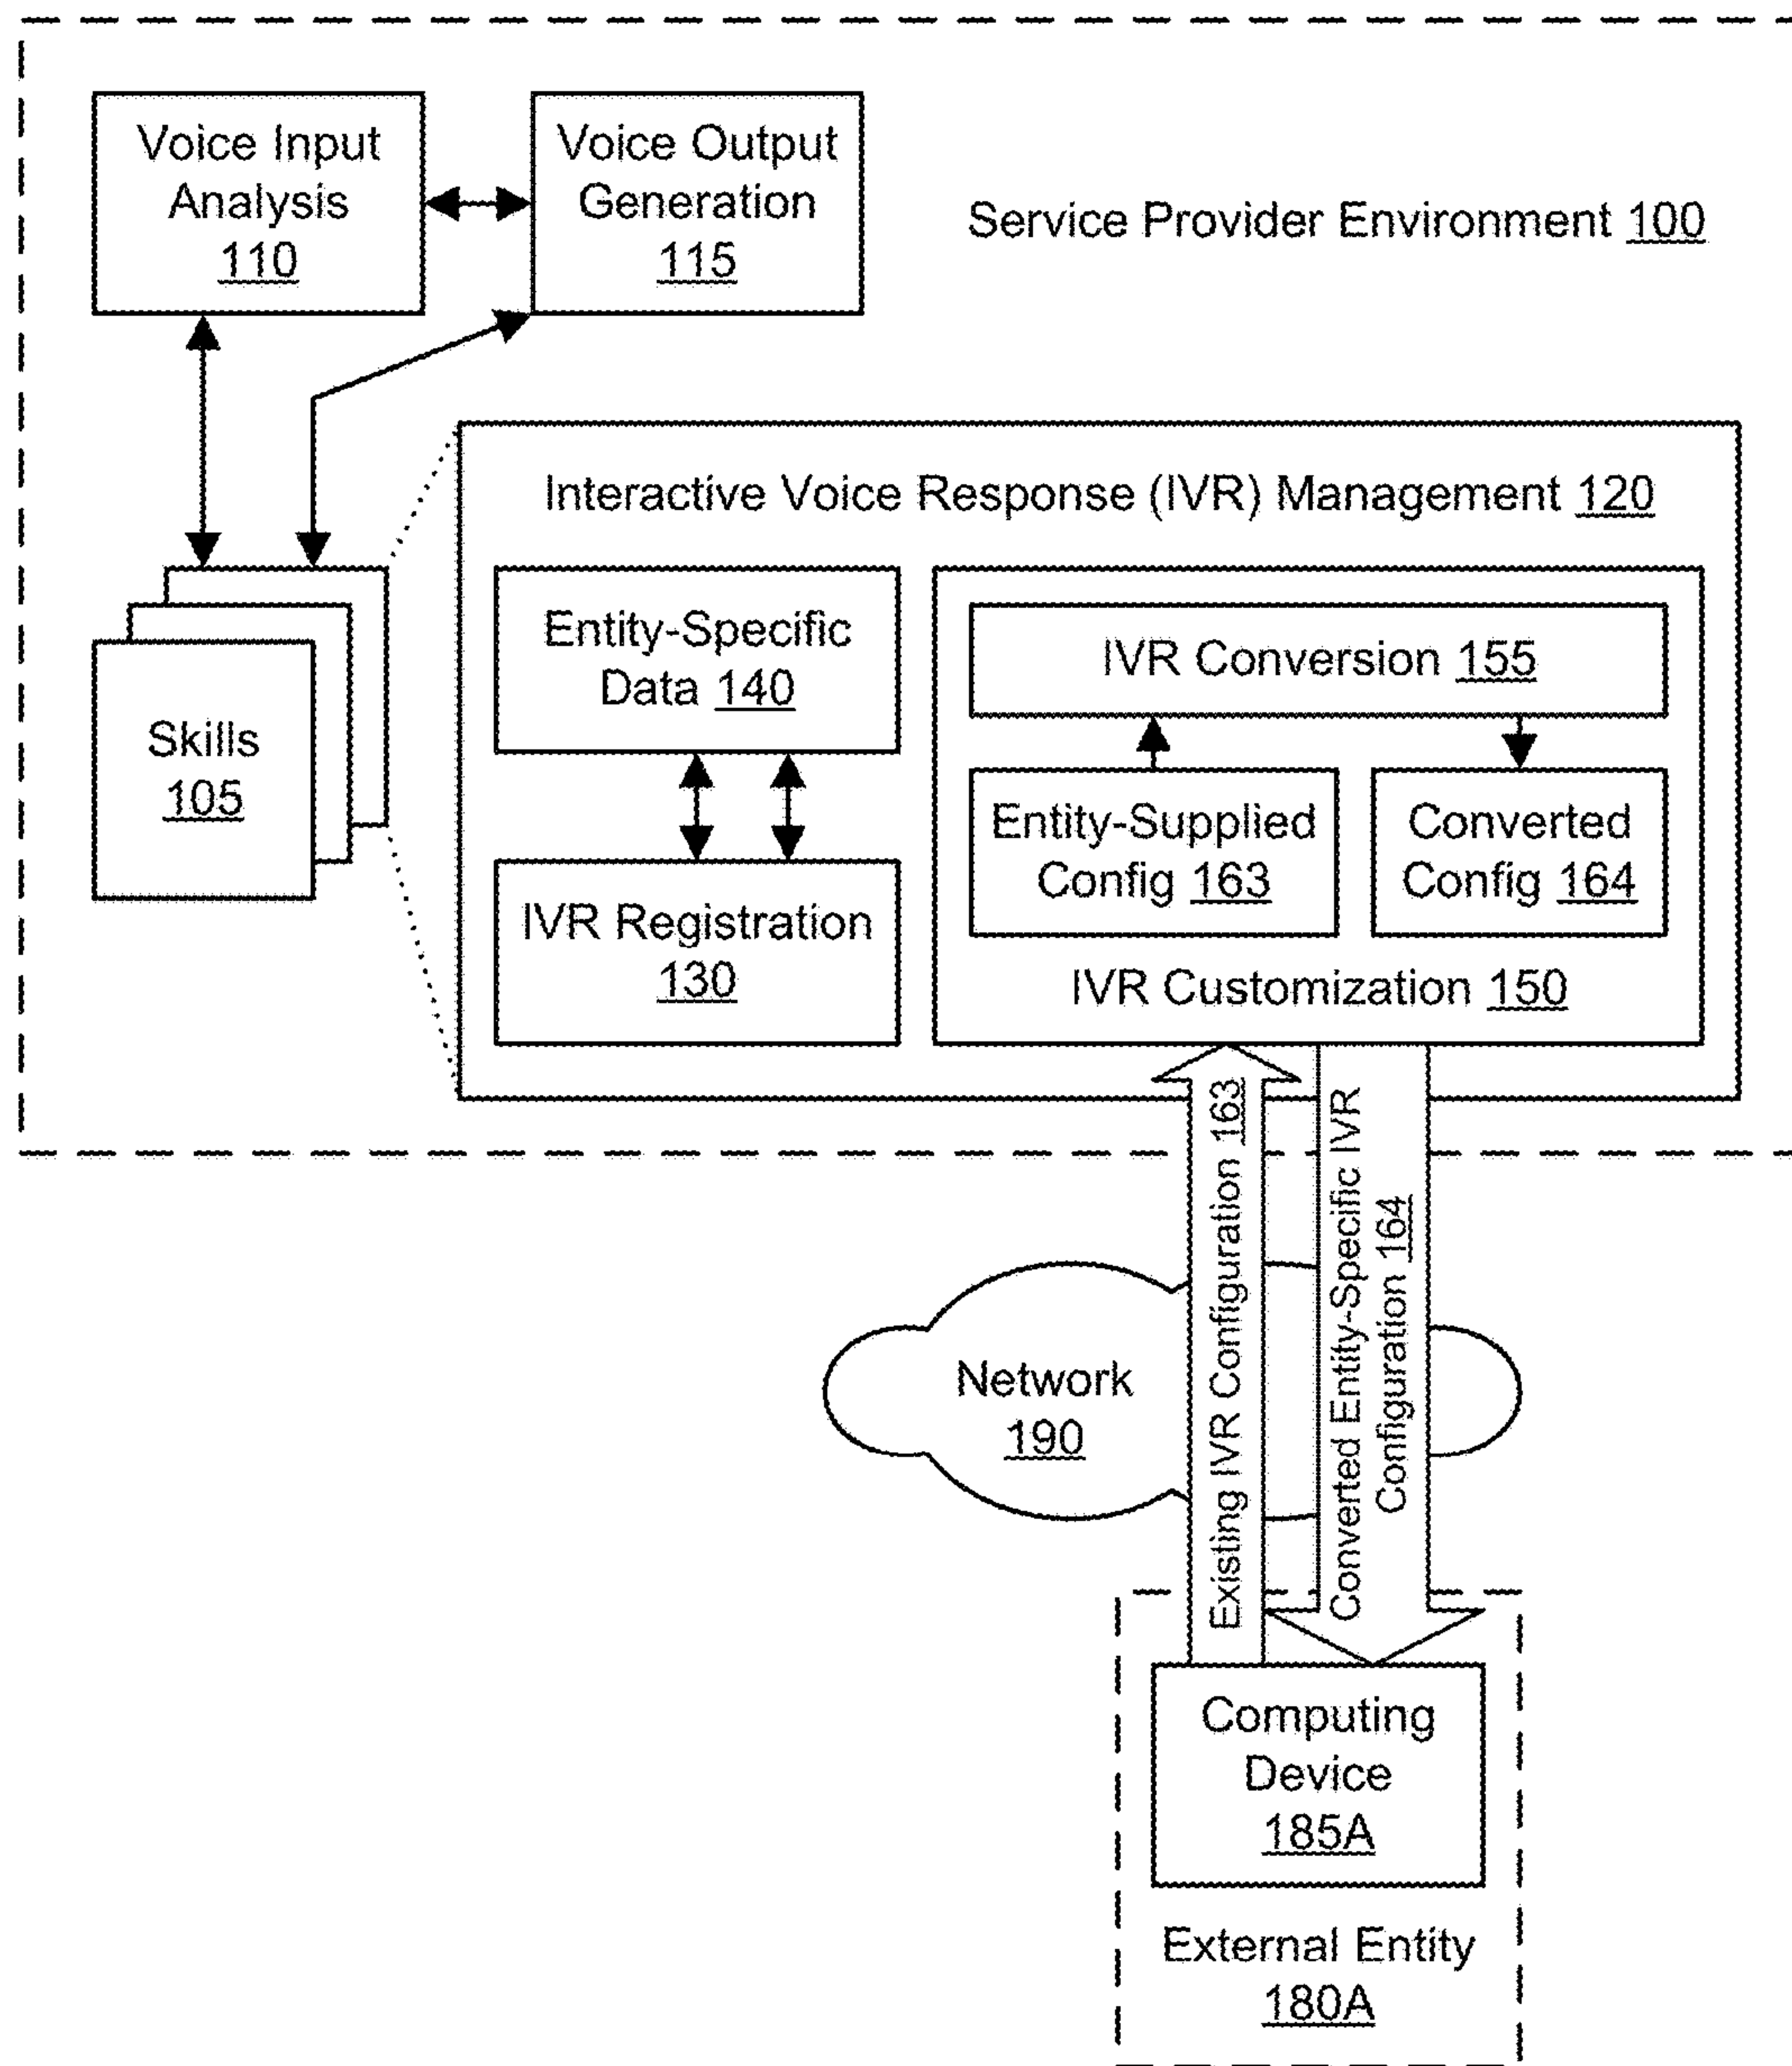 Voice Input
Analysis
110
Voice Output
Generation
115
Service Provider Environment 100
Interactive Voice Response (IVR) Management 120
Skills
105
Entity-Specific
Data 140
IVR Registration
130
IVR Conversion 155
Entity-Supplied
Config 163
Converted
Config 164
IVR Customization 150
Existing IVR Configuration 163
Converted Entity-Specific IVR
Configuration 164
Network
190
Computing
Device
185A
External Entity
180A